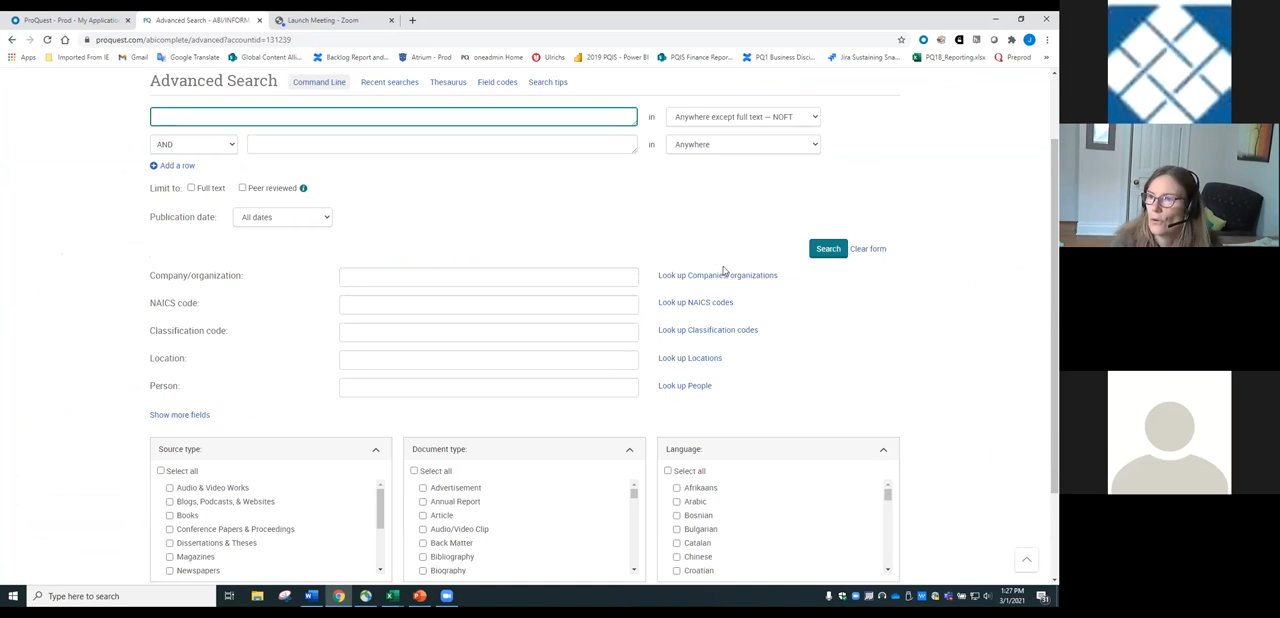 ProQuest - Prod - My Applicatio
PQ Advanced Search - ABI/INFORM
Launch Meeting - Zoom
proquest.com/abicomplete/advanced?accountid=131239
Apps Imported From IE Gmail Google Translate Global Content Alli... Backlog Report and... Atrium - Prod oneadmin Home Ulrichs 2019 PQIS - Power BI PQIS Finance Repor... PQ1 Business Disci... Jira Sustaining Sna... PQ1B_Reporting.xlsx Preprod »
Advanced Search Command Line Recent searches Thesaurus Field codes Search tips
in Anywhere except full text — NOFT
AND in Anywhere
Add a row
Limit to: Full text Peer reviewed
Publication date: All dates
Search Clear form
Company/organization: Look up Companies/organizations
NAICS code: Look up NAICS codes
Classification code: Look up Classification codes
Location: Look up Locations
Person: Look up People
Show more fields
Source type: Document type: Language:
Select all Select all Select all
Audio & Video Works Advertisement Afrikaans
Blogs, Podcasts, & Websites Annual Report Arabic
Books Article Bosnian
Conference Papers & Proceedings Audio/Video Clip Bulgarian
Dissertations & Theses Back Matter Catalan
Magazines Bibliography Chinese
Newspapers Biography Croatian
Type here to search
1:27 PM
3/1/2021
31